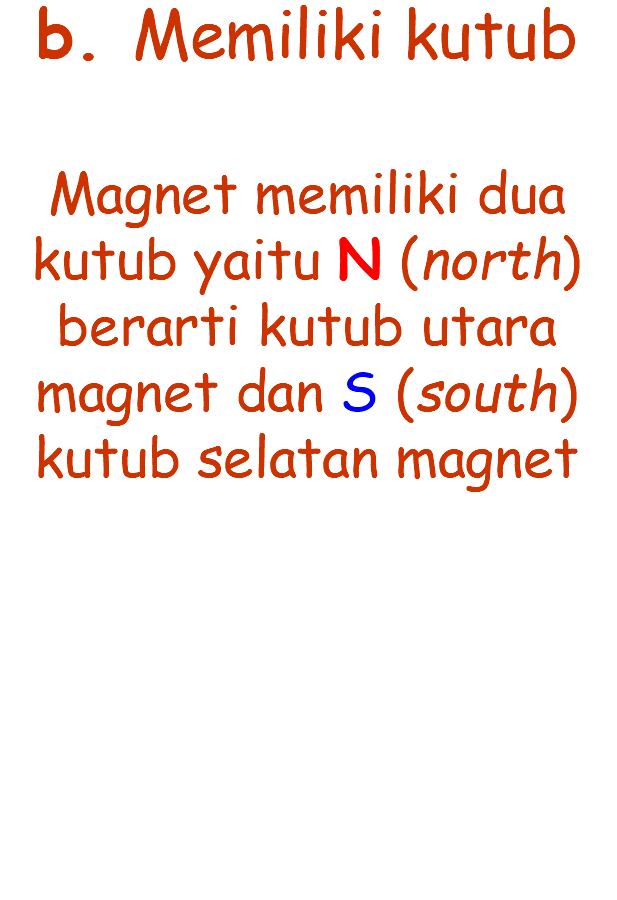 b. Memiliki kutub
Magnet memiliki dua
kutub yaitu N (north)
berarti kutub utara
magnet dan S (south)
kutub selatan magnet